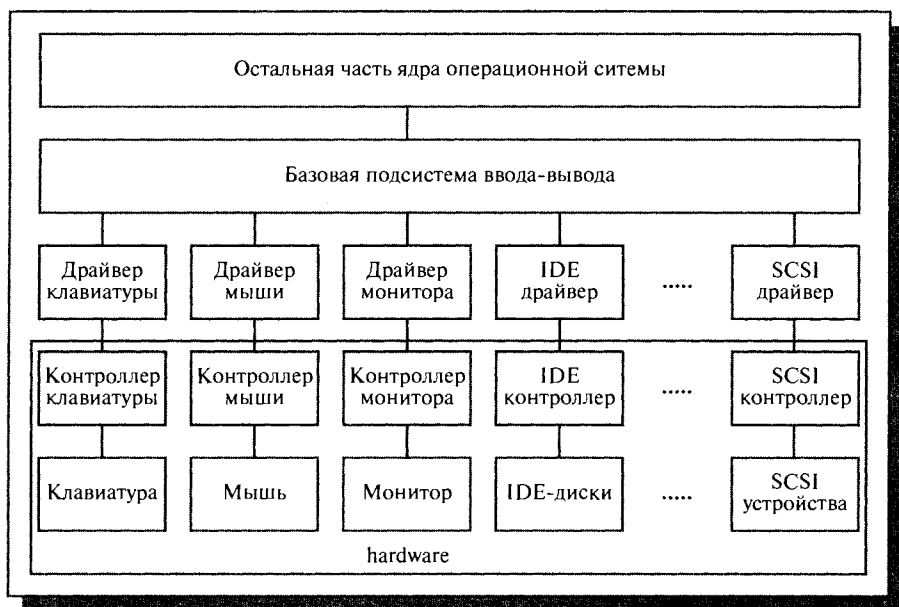 Остальная часть ядра операционной ситемы
Базовая подсистема ввода-вывода
Драйвер
клавиатуры
Драйвер
мыши
Драйвер
монитора
IDE
драйвер
.....
SCSI
драйвер
Контроллер
клавиатуры
Контроллер
мыши
Контроллер
монитора
IDE
контроллер
.....
SCSI
контроллер
Клавиатура
Мышь
Монитор
IDE-диски
.....
SCSI
устройства
hardware